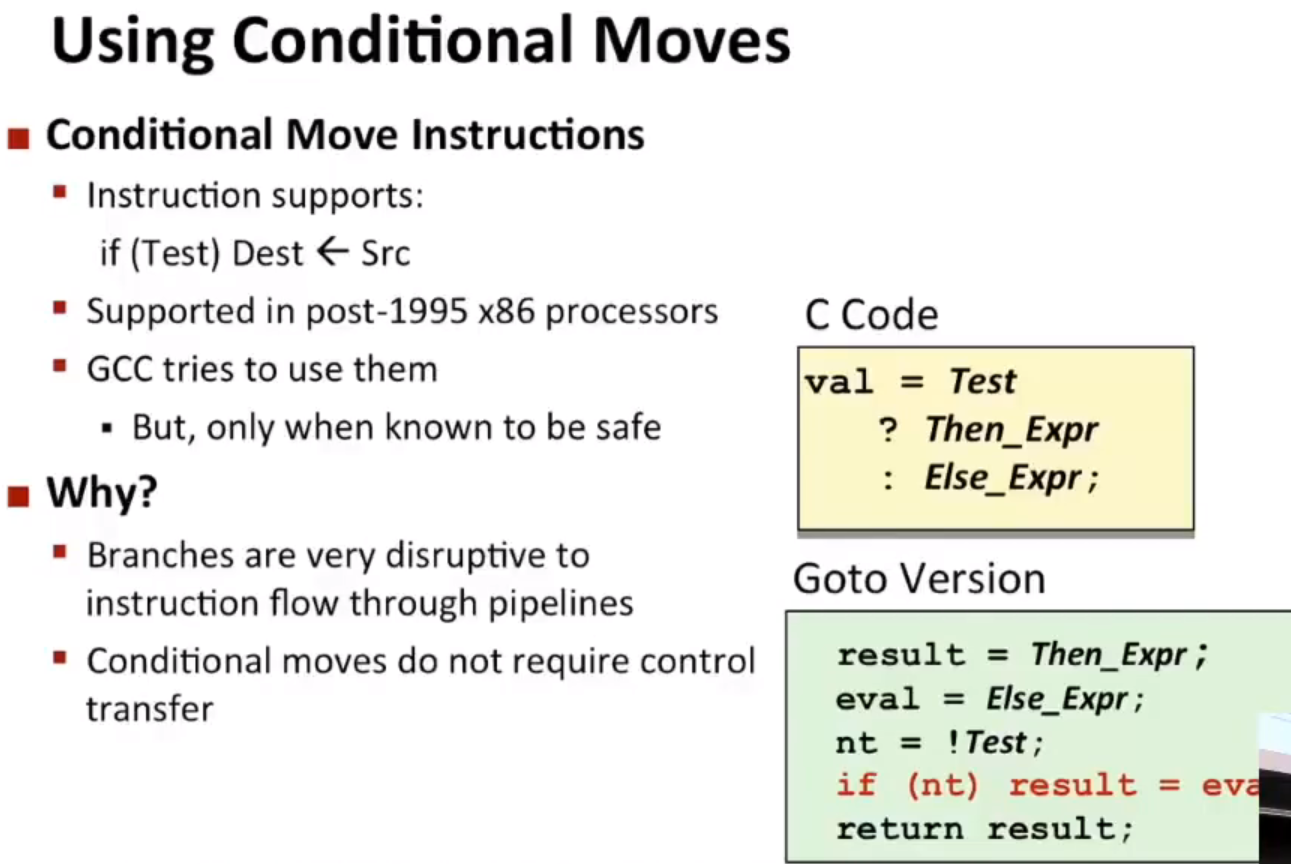 Using Conditional Moves
Conditional Move Instructions
Instruction supports:
if (Test) Dest ← Src
Supported in post-1995 x86 processors
GCC tries to use them
But, only when known to be safe
Why?
Branches are very disruptive to
instruction flow through pipelines
Conditional moves do not require control
transfer
C Code
val = Test
? Then_Expr
: Else_Expr;
Goto Version
result = Then_Expr;
eval = Else_Expr;
nt = !Test;
if (nt) result =
return result;